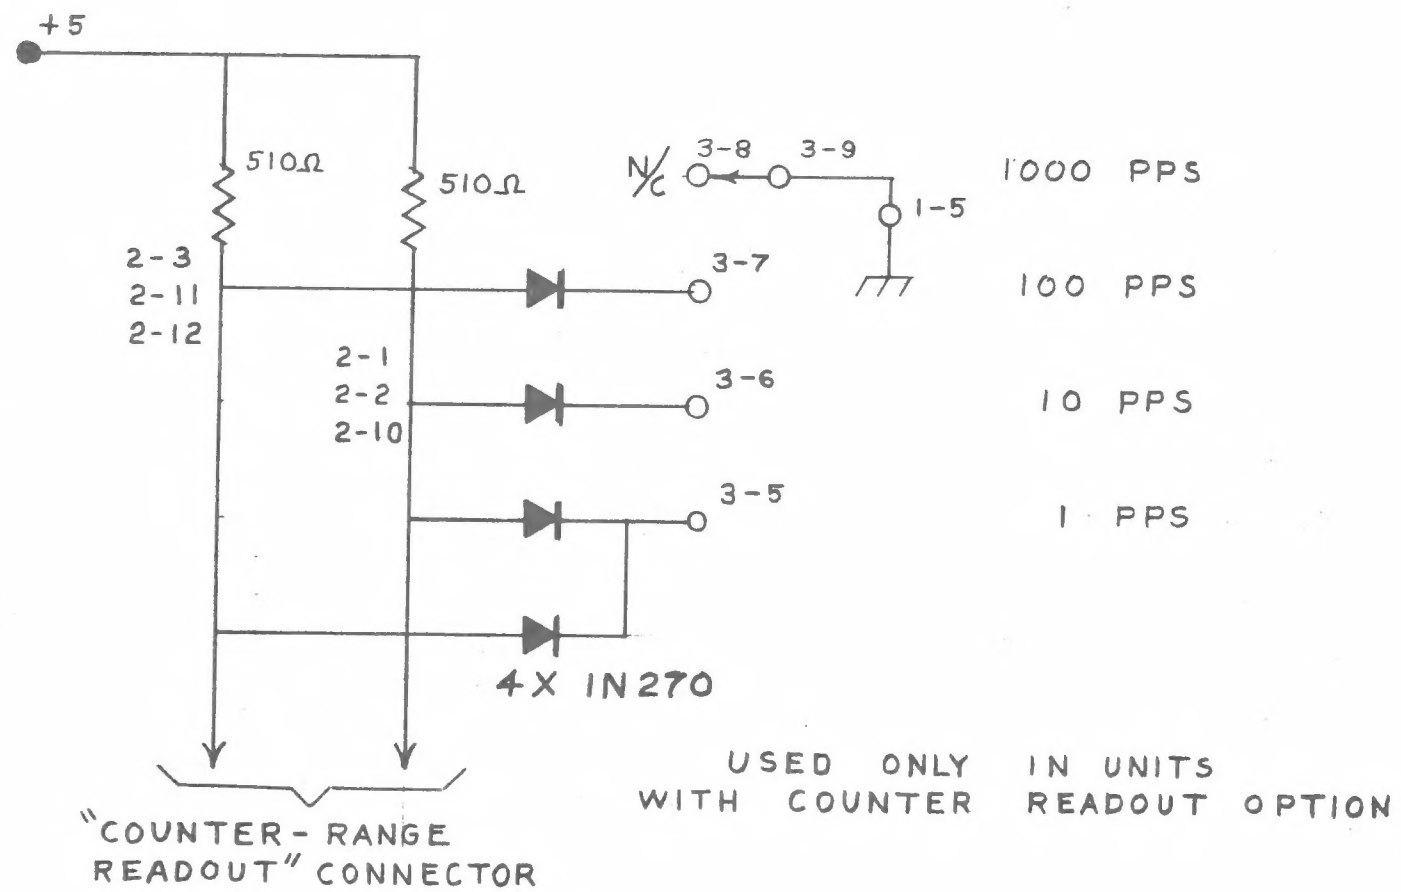 +5
510Ω
510Ω
N/C
3-8
3-9
1000 PPS
1-5
2-3
2-11
2-12
3-7
100 PPS
2-1
2-2
2-10
3-6
10 PPS
3-5
1 PPS
4X IN270
USED ONLY IN UNITS
WITH COUNTER READOUT OPTION
"COUNTER-RANGE
READOUT" CONNECTOR